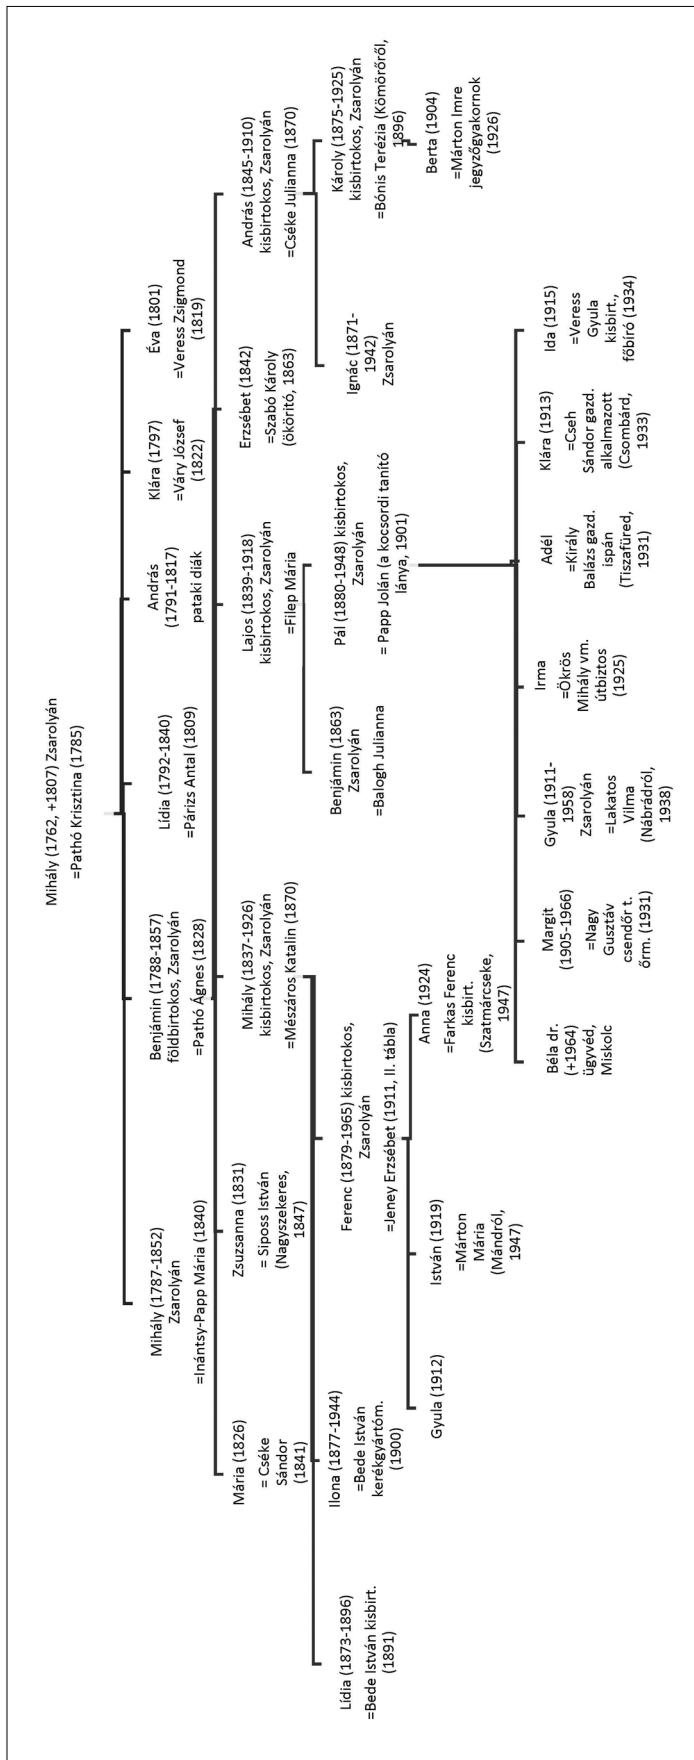 Mihály (1762, +1807) Zsarolyán
=Pathó Krisztina (1785)
Mihály (1787-1852)
Zsarolyán
=Inántsy-Papp Mária (1840)
Benjámin (1788-1857)
földbirtokos, Zsarolyán
=Pathó Ágnes (1828)
Lídia (1792-1840)
=Párizs Antal (1809)
András
(1791-1817)
pataki diák
Klára (1797)
=Váry József
(1822)
Éva (1801)
=Veress Zsigmond
(1819)
Mária (1826)
= Cséke
Sándor
(1841)
Zsuzsanna (1831)
= Siposs István
(Nagyszekeres,
1847)
Mihály (1837-1926)
kisbirtokos, Zsarolyán
=Mészáros Katalin (1870)
Lajos (1839-1918)
kisbirtokos, Zsarolyán
=Filep Mária
Erzsébet (1842)
=Szabó Károly
(ököritó, 1863)
András (1845-1910)
kisbirtokos, Zsarolyán
=Cséke Julianna (1870)
Lídia (1873-1896)
=Bede István kisbirt.
(1891)
Ilona (1877-1944)
=Bede István
kerékgyártóm.
(1900)
Ferenc (1879-1965) kisbirtokos,
Zsarolyán
=Jeney Erzsébet (1911, II. tábla)
Benjámin (1863)
Zsarolyán
=Balogh Julianna
Pál (1880-1948) kisbirtokos,
Zsarolyán
= Papp Jolán (a kocsordi tanító
lánya, 1901)
Ignác (1871-
1942)
Zsarolyán
Károly (1875-1925)
kisbirtokos, Zsarolyán
=Bónis Terézia (Kömörőről,
1896)
Gyula (1912)
István (1919)
=Márton
Mária
(Mándról,
1947)
Anna (1924)
=Farkas Ferenc
kisbirt.
(Szatmárcseke,
1947)
Berta (1904)
=Márton Imre
jegyzőgyakornok
(1926)
Béla dr.
(+1964)
ügyvéd,
Miskolc
Margit
(1905-1966)
=Nagy
Gusztáv
csendőr t.
őrm. (1931)
Gyula (1911-
1958)
Zsarolyán
=Lakatos
Vilma
(Nábrádról,
1938)
Irma
=Ökrös
Mihály vm.
útbiztos
(1925)
Adél
=Király
Balázs gazd.
ispán
(Tiszafüred,
1931)
Klára (1913)
=Cseh
Sándor gazd.
alkalmazott
(Csombárd,
1933)
Ida (1915)
=Veress
Gyula
kisbirt.,
főbíró (1934)